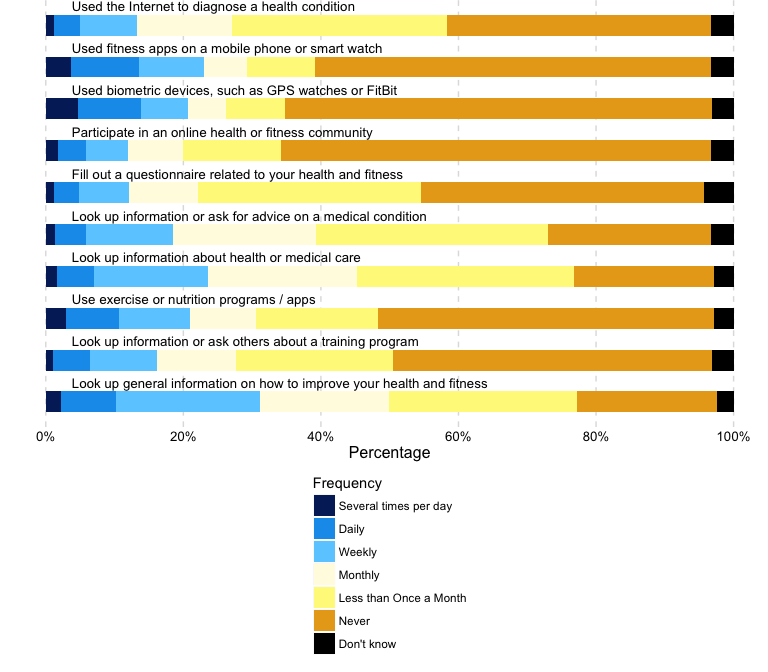 Used the Internet to diagnose a health condition
Used fitness apps on a mobile phone or smart watch
Used biometric devices, such as GPS watches or FitBit
Participate in an online health or fitness community
Fill out a questionnaire related to your health and fitness
Look up information or ask for advice on a medical condition
Look up information about health or medical care
Use exercise or nutrition programs / apps
Look up information or ask others about a training program
Look up general information on how to improve your health and fitness
0% 20% 40% 60% 80% 100%
Percentage
Frequency
Several times per day
Daily
Weekly
Monthly
Less than Once a Month
Never
Don't know